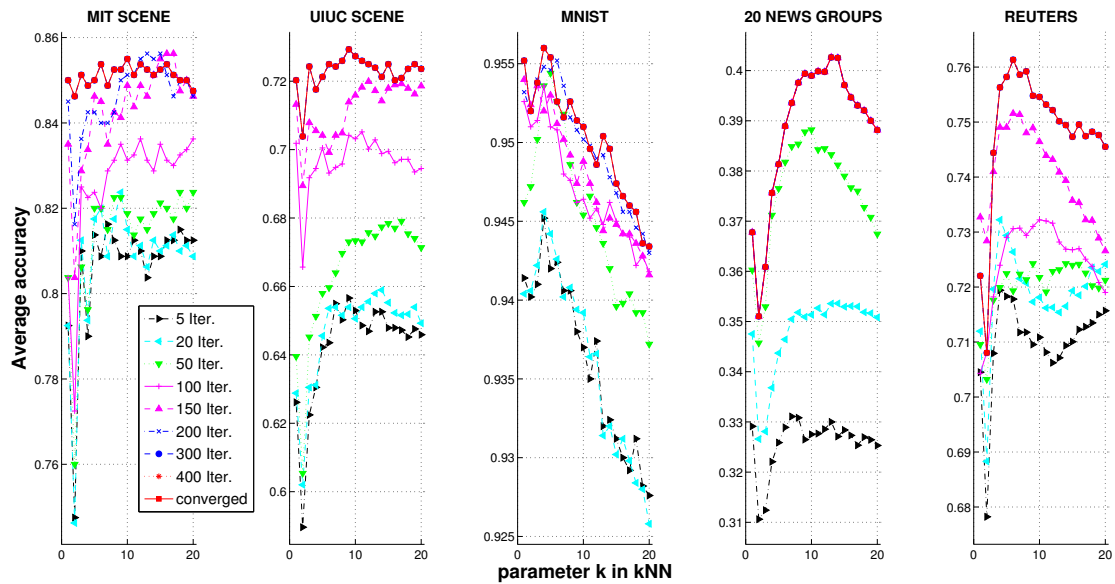 MIT SCENE
UIUC SCENE
MNIST
20 NEWS GROUPS
REUTERS
Average accuracy
0.86
0.84
0.82
0.8
0.78
0.76
0 10 20
5 Iter.
20 Iter.
50 Iter.
100 Iter.
150 Iter.
200 Iter.
300 Iter.
400 Iter.
converged
0.72
0.7
0.68
0.66
0.64
0.62
0.6
0 10 20
0.955
0.95
0.945
0.94
0.935
0.93
0.925
0 10 20
0.4
0.39
0.38
0.37
0.36
0.35
0.34
0.33
0.32
0.31
0 10 20
0.76
0.75
0.74
0.73
0.72
0.71
0.7
0.69
0.68
0 10 20
parameter k in kNN